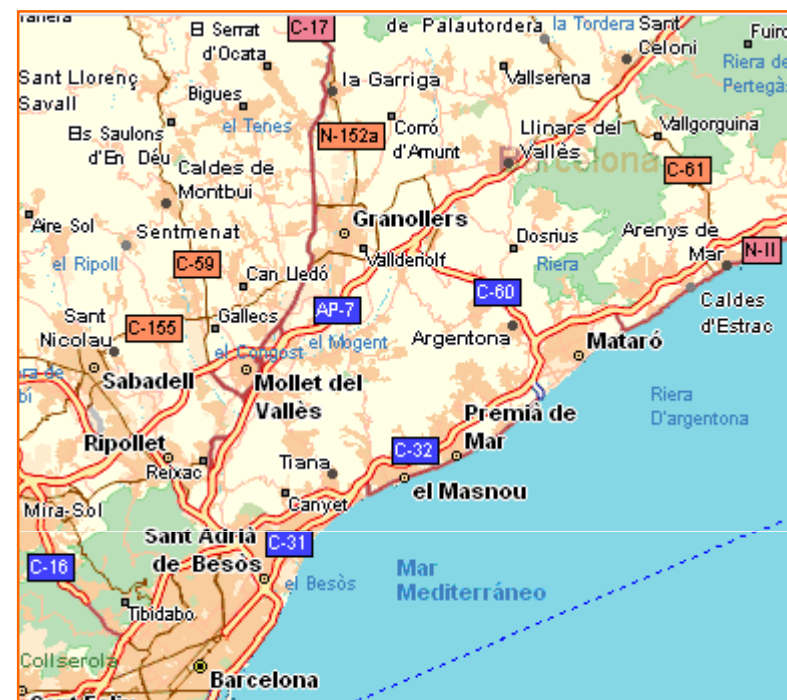 El Serrat
d'Ocata
C-17
de Palautordera
la Tordera
Sant
Celoni
Riera de
Pertegàs
Sant Llorenç
Savall
Bigues
la Garriga
Vallserena
el Tenes
N-152a
Corró
d'Amunt
Llinars del
Vallès
Vallgorguina
Barcelona
C-61
Els Saulons
d'En Déu
Caldes de
Montbui
Aire Sol
Sentmenat
el Ripoll
C-59
Granollers
Vallderiolf
Dosrius
Riera
Arenys de
Mar
N-II
Can Lledó
C-60
Caldes
d'Estrac
Sant
Nicolau
C-155
Gallecs
AP-7
el Congost
el Mogent
Argentona
Mataró
Sabadell
Mollet del
Vallès
Riera
D'argentona
Premià de
Mar
Ripollet
Reixac
Tiana
C-32
el Masnou
Canyet
Mira-Sol
Sant Adrià
de Besòs
C-31
C-16
el Besòs
Mar
Mediterráneo
Tibidabo
Collserola
Barcelona